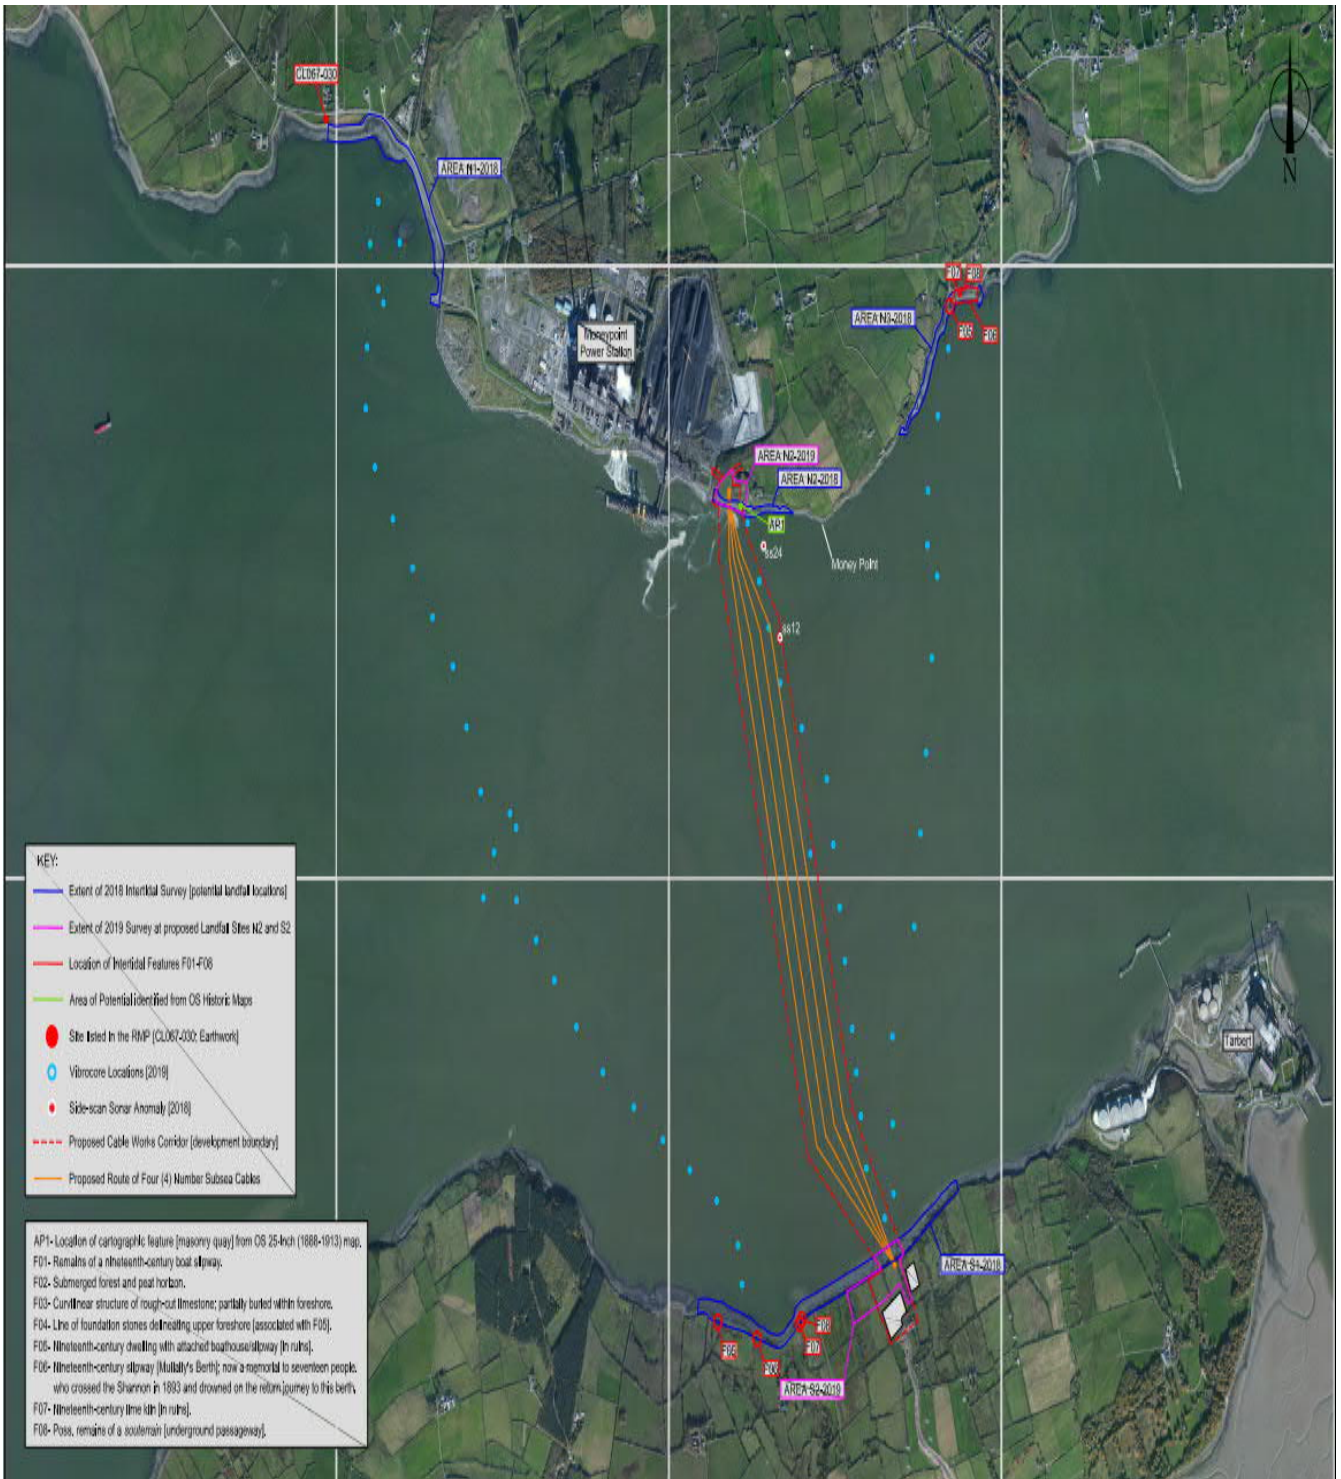 CL067-030
AREA N1-2018
N
F07
F08
AREA N3-2018
F05
F06
Moneypoint
Power Station
AREA N2-2019
AREA N2-2018
AP1
ss24
Money Point
ss12
KEY:
Extent of 2018 Intertidal Survey [potential landfall locations]
Extent of 2019 Survey at proposed Landfall Sites N2 and S2
Location of Intertidal Features F01-F08
Area of Potential identified from OS Historic Maps
Site listed in the RMP [CL067-030; Earthwork]
Vibrocore Locations [2019]
Side-scan Sonar Anomaly [2018]
Proposed Cable Works Corridor [development boundary]
Proposed Route of Four (4) Number Subsea Cables
Tarbert
AREA S1-2018
F08
F07
AREA S2-2019
AP1- Location of cartographic feature [masonry quay] from OS 25-Inch (1888-1913) map.
F01- Remains of a nineteenth-century boat slipway.
F02- Submerged forest and peat horizon.
F03- Curvilinear structure of rough-cut limestone; partially buried within foreshore.
F04- Line of foundation stones delineating upper foreshore [associated with F05].
F05- Nineteenth-century dwelling with attached boathouse/slipway [in ruins].
F06- Nineteenth-century slipway [Mullally's Berth]; now a memorial to seventeen people,
who crossed the Shannon in 1893 and drowned on the return journey to this berth.
F07- Nineteenth-century lime kiln [in ruins].
F08- Poss. remains of a souterrain [underground passageway].